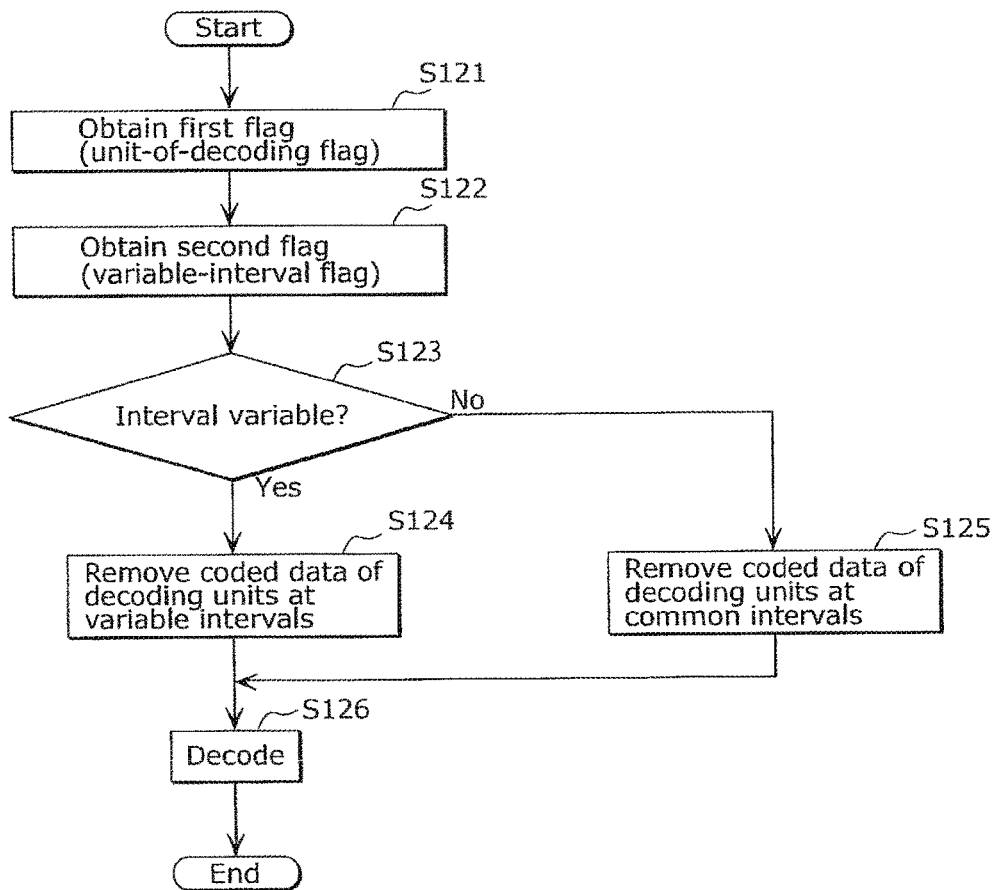 Start
S121
Obtain first flag
(unit-of-decoding flag)
S122
Obtain second flag
(variable-interval flag)
S123
Interval variable?
No
Yes
S124
Remove coded data of
decoding units at
variable intervals
S125
Remove coded data of
decoding units at
common intervals
S126
Decode
End